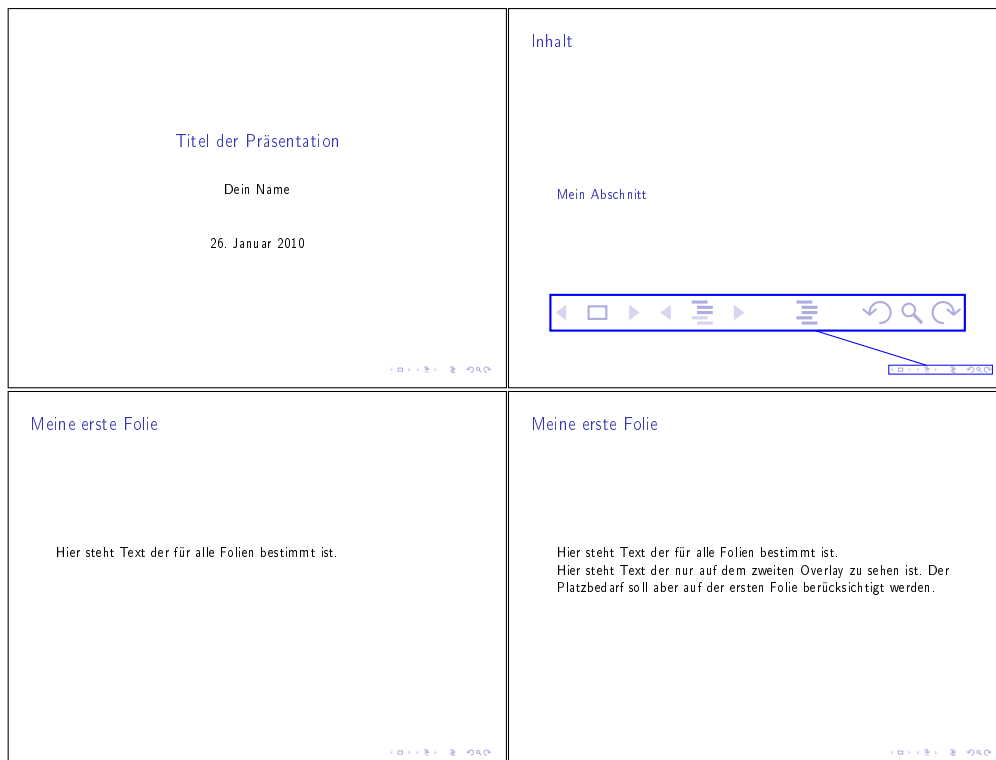 Titel der Präsentation
Dein Name
26. Januar 2010
Inhalt
Mein Abschnitt
Meine erste Folie
Hier steht Text der für alle Folien bestimmt ist.
Meine erste Folie
Hier steht Text der für alle Folien bestimmt ist.
Hier steht Text der nur auf dem zweiten Overlay zu sehen ist. Der
Platzbedarf soll aber auf der ersten Folie berücksichtigt werden.